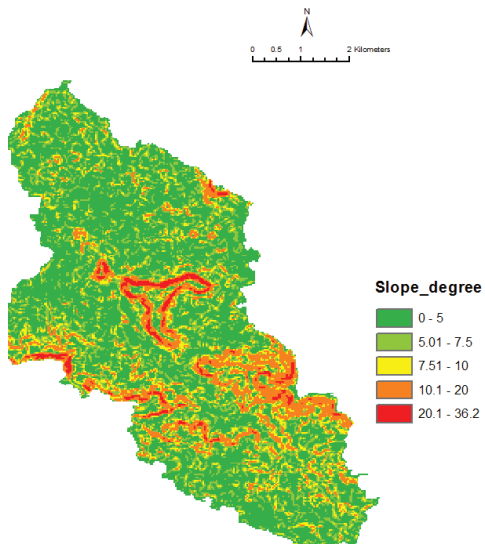 N
0 0.5 1 2 Kilometers
Slope_degree
0 - 5
5.01 - 7.5
7.51 - 10
10.1 - 20
20.1 - 36.2